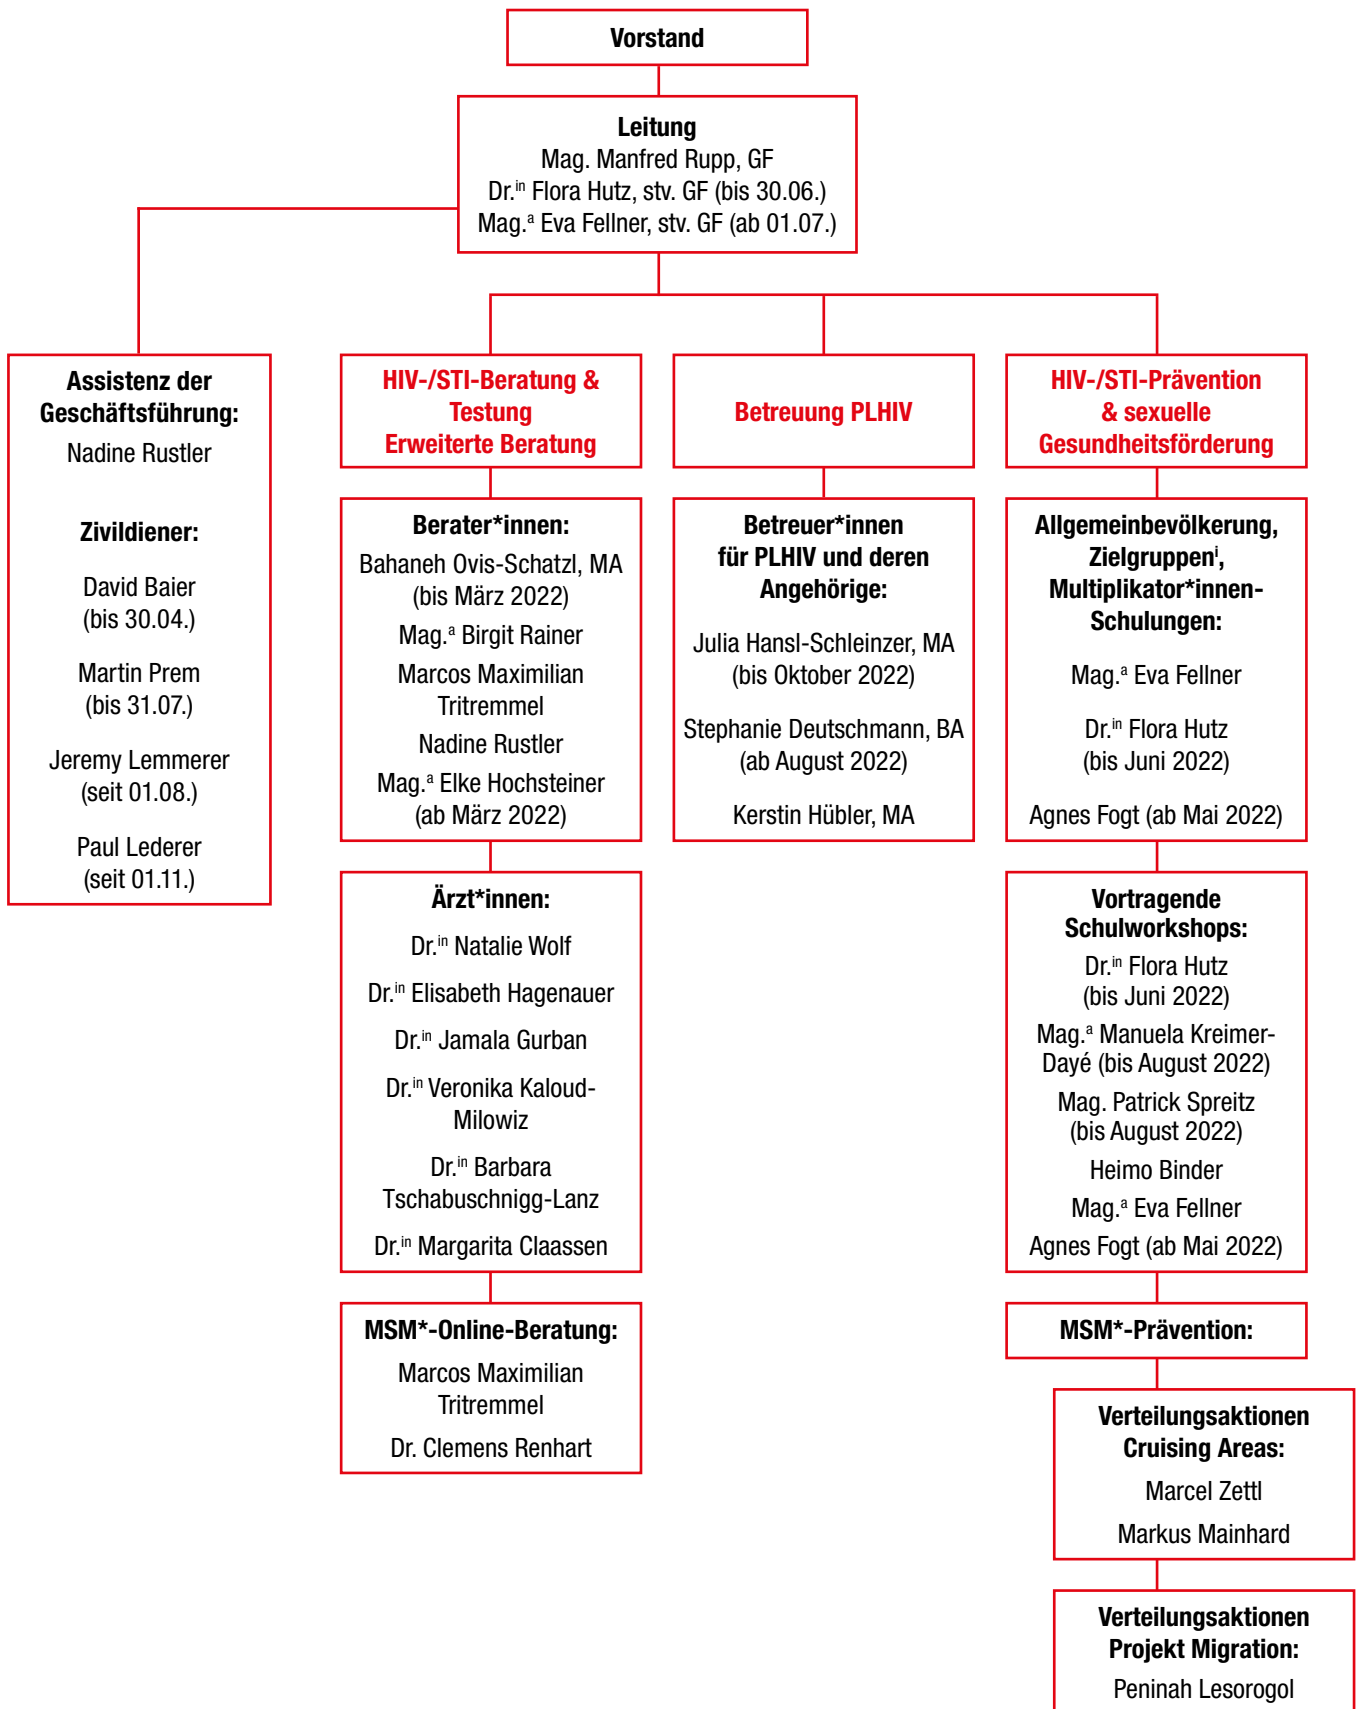 Vorstand
Leitung
Mag. Manfred Rupp, GF
Dr.in Flora Hutz, stv. GF (bis 30.06.)
Mag.a Eva Fellner, stv. GF (ab 01.07.)
Assistenz der
Geschäftsführung:
Nadine Rustler
Zivildiener:
David Baier
(bis 30.04.)
Martin Prem
(bis 31.07.)
Jeremy Lemmerer
(seit 01.08.)
Paul Lederer
(seit 01.11.)
HIV-/STI-Beratung &
Testung
Erweiterte Beratung
Berater*innen:
Bahaneh Ovis-Schatzl, MA
(bis März 2022)
Mag.a Birgit Rainer
Marcos Maximilian
Tritremmel
Nadine Rustler
Mag.a Elke Hochsteiner
(ab März 2022)
Ärzt*innen:
Dr.in Natalie Wolf
Dr.in Elisabeth Hagenauer
Dr.in Jamala Gurban
Dr.in Veronika Kaloud-
Milowiz
Dr.in Barbara
Tschabuschnigg-Lanz
Dr.in Margarita Claassen
MSM*-Online-Beratung:
Marcos Maximilian
Tritremmel
Dr. Clemens Renhart
Betreuung PLHIV
Betreuer*innen
für PLHIV und deren
Angehörige:
Julia Hansl-Schleinzer, MA
(bis Oktober 2022)
Stephanie Deutschmann, BA
(ab August 2022)
Kerstin Hübler, MA
HIV-/STI-Prävention
& sexuelle
Gesundheitsförderung
Allgemeinbevölkerung,
Zielgruppeni,
Multiplikator*innen-
Schulungen:
Mag.a Eva Fellner
Dr.in Flora Hutz
(bis Juni 2022)
Agnes Fogt (ab Mai 2022)
Vortragende
Schulworkshops:
Dr.in Flora Hutz
(bis Juni 2022)
Mag.a Manuela Kreimer-
Dayé (bis August 2022)
Mag. Patrick Spreitz
(bis August 2022)
Heimo Binder
Mag.a Eva Fellner
Agnes Fogt (ab Mai 2022)
MSM*-Prävention:
Verteilungsaktionen
Cruising Areas:
Marcel Zettl
Markus Mainhard
Verteilungsaktionen
Projekt Migration:
Peninah Lesorogol